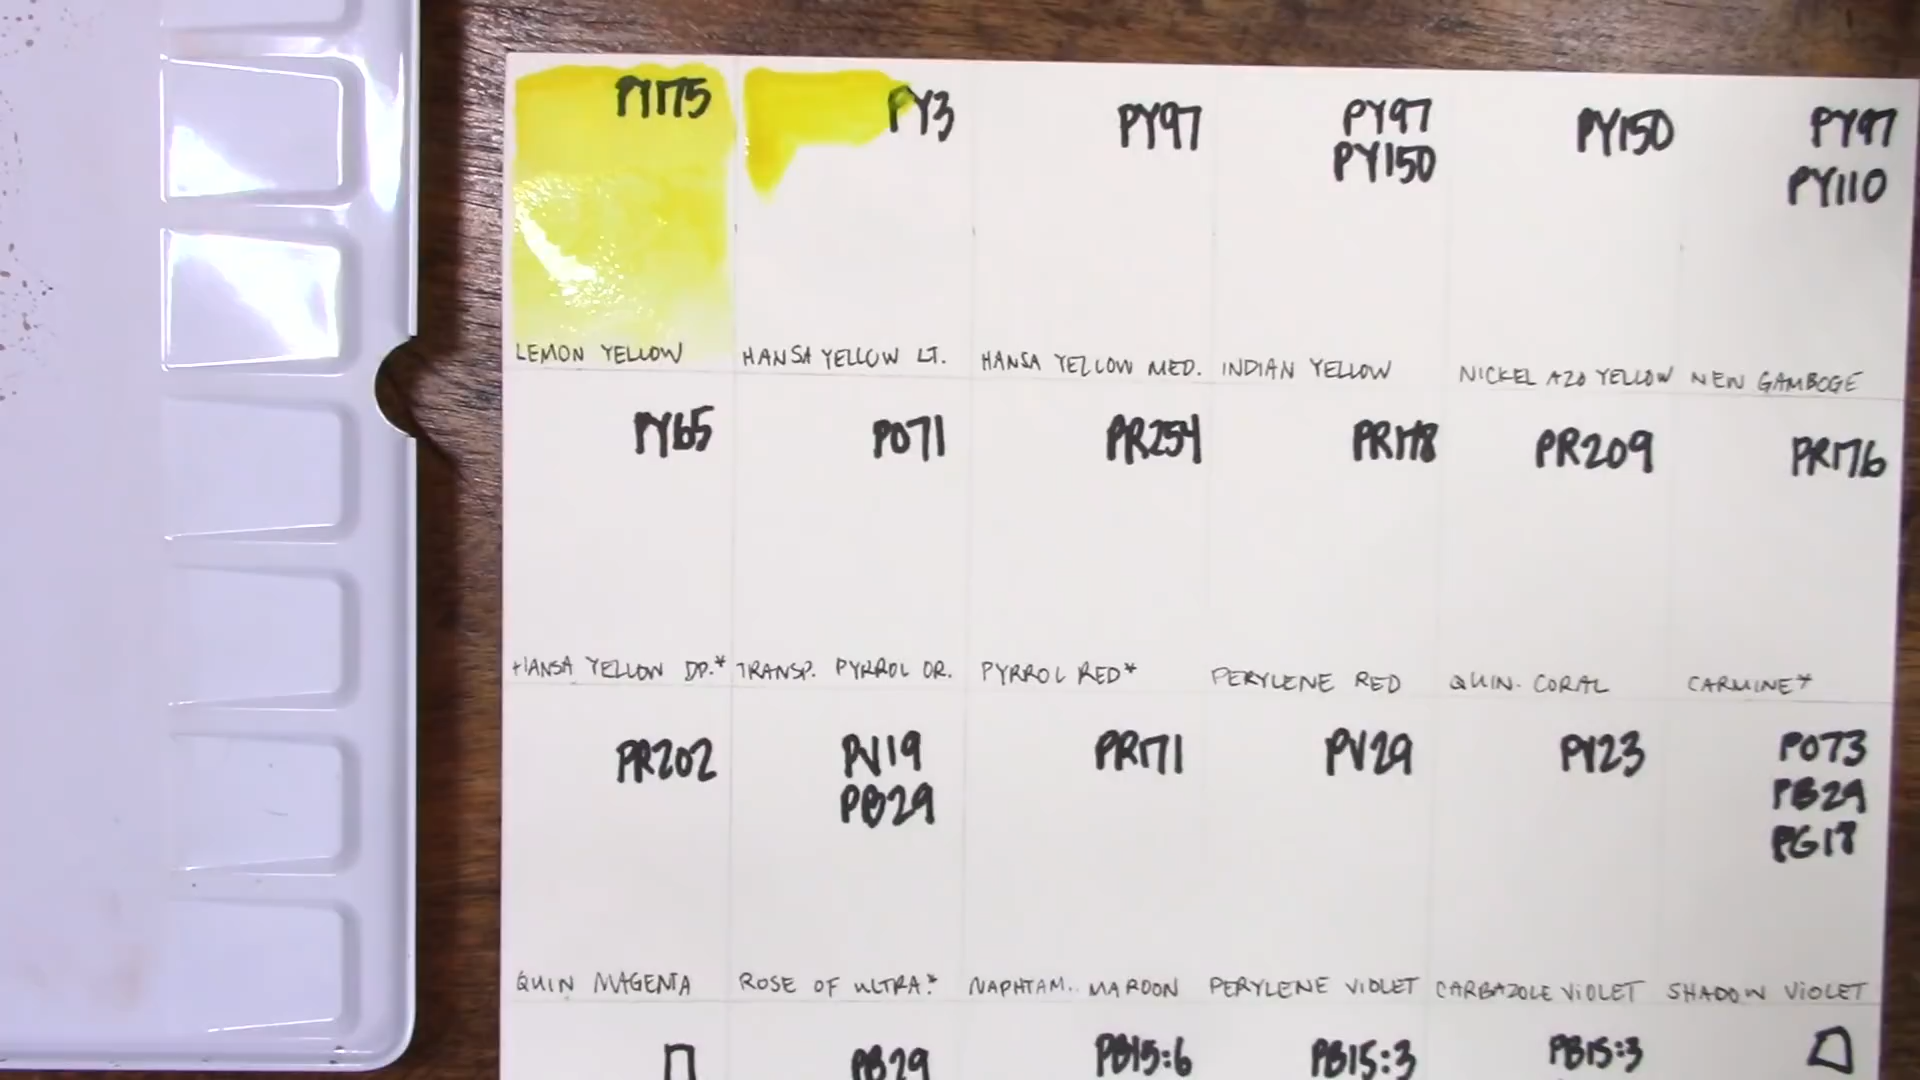 PY175
PY3
PY97
PY97
PY150
PY150
PY97
PY110
LEMON YELLOW
HANSA YELLOW LT.
HANSA YELLOW MED.
INDIAN YELLOW
NICKEL AZO YELLOW
NEW GAMBOGE
PY65
PO71
PR254
PR178
PR209
PR176
HANSA YELLOW DP.*
TRANSP. PYRROL OR.
PYRROL RED*
PERYLENE RED
QUIN. CORAL
CARMINE*
PR202
PV19
PB29
PR171
PV29
PV23
PO73
PB29
PG18
QUIN MAGENTA
ROSE OF ULTRA.*
NAPHTAM. MAROON
PERYLENE VIOLET
CARBAZOLE VIOLET
SHADOW VIOLET
PB29
PB15:6
PB15:3
PB15:3